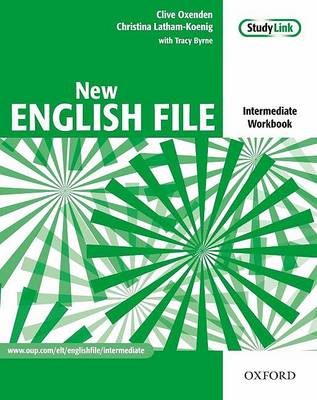 Clive Oxenden
Christina Latham-Koenig
with Tracy Byrne
StudyLink
New
ENGLISH FILE
Intermediate
Workbook
www.oup.com/elt/englishfile/intermediate
OXFORD